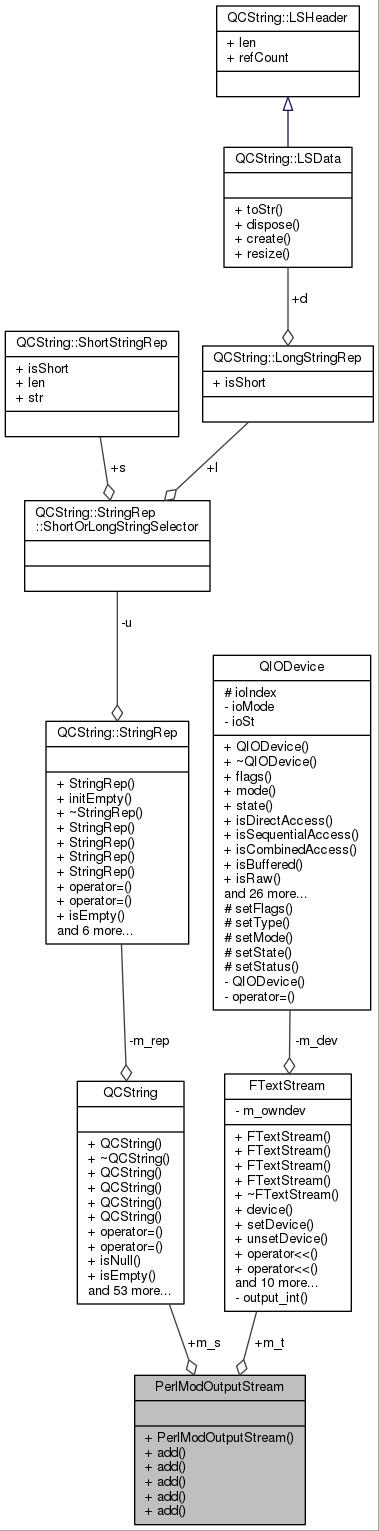 QCString::LSHeader
+ len
+ refCount
QCString::LSData
+ toStr()
+ dispose()
+ create()
+ resize()
+d
QCString::ShortStringRep
+ isShort
+ len
+ str
QCString::LongStringRep
+ isShort
+s
+l
QCString::StringRep
::ShortOrLongStringSelector
-u
QIODevice
# ioIndex
- ioMode
- ioSt
+ QIODevice()
+ ~QIODevice()
+ flags()
+ mode()
+ state()
+ isDirectAccess()
+ isSequentialAccess()
+ isCombinedAccess()
+ isBuffered()
+ isRaw()
and 26 more...
# setFlags()
# setType()
# setMode()
# setState()
# setStatus()
- QIODevice()
- operator=()
QCString::StringRep
+ StringRep()
+ initEmpty()
+ ~StringRep()
+ StringRep()
+ StringRep()
+ StringRep()
+ StringRep()
+ operator=()
+ operator=()
+ isEmpty()
and 6 more...
-m_rep
-m_dev
QCString
+ QCString()
+ ~QCString()
+ QCString()
+ QCString()
+ QCString()
+ QCString()
+ operator=()
+ operator=()
+ isNull()
+ isEmpty()
and 53 more...
FTextStream
- m_owndev
+ FTextStream()
+ FTextStream()
+ FTextStream()
+ FTextStream()
+ ~FTextStream()
+ device()
+ setDevice()
+ unsetDevice()
+ operator<<()
+ operator<<()
and 10 more...
- output_int()
+m_s
+m_t
PerlModOutputStream
+ PerlModOutputStream()
+ add()
+ add()
+ add()
+ add()
+ add()